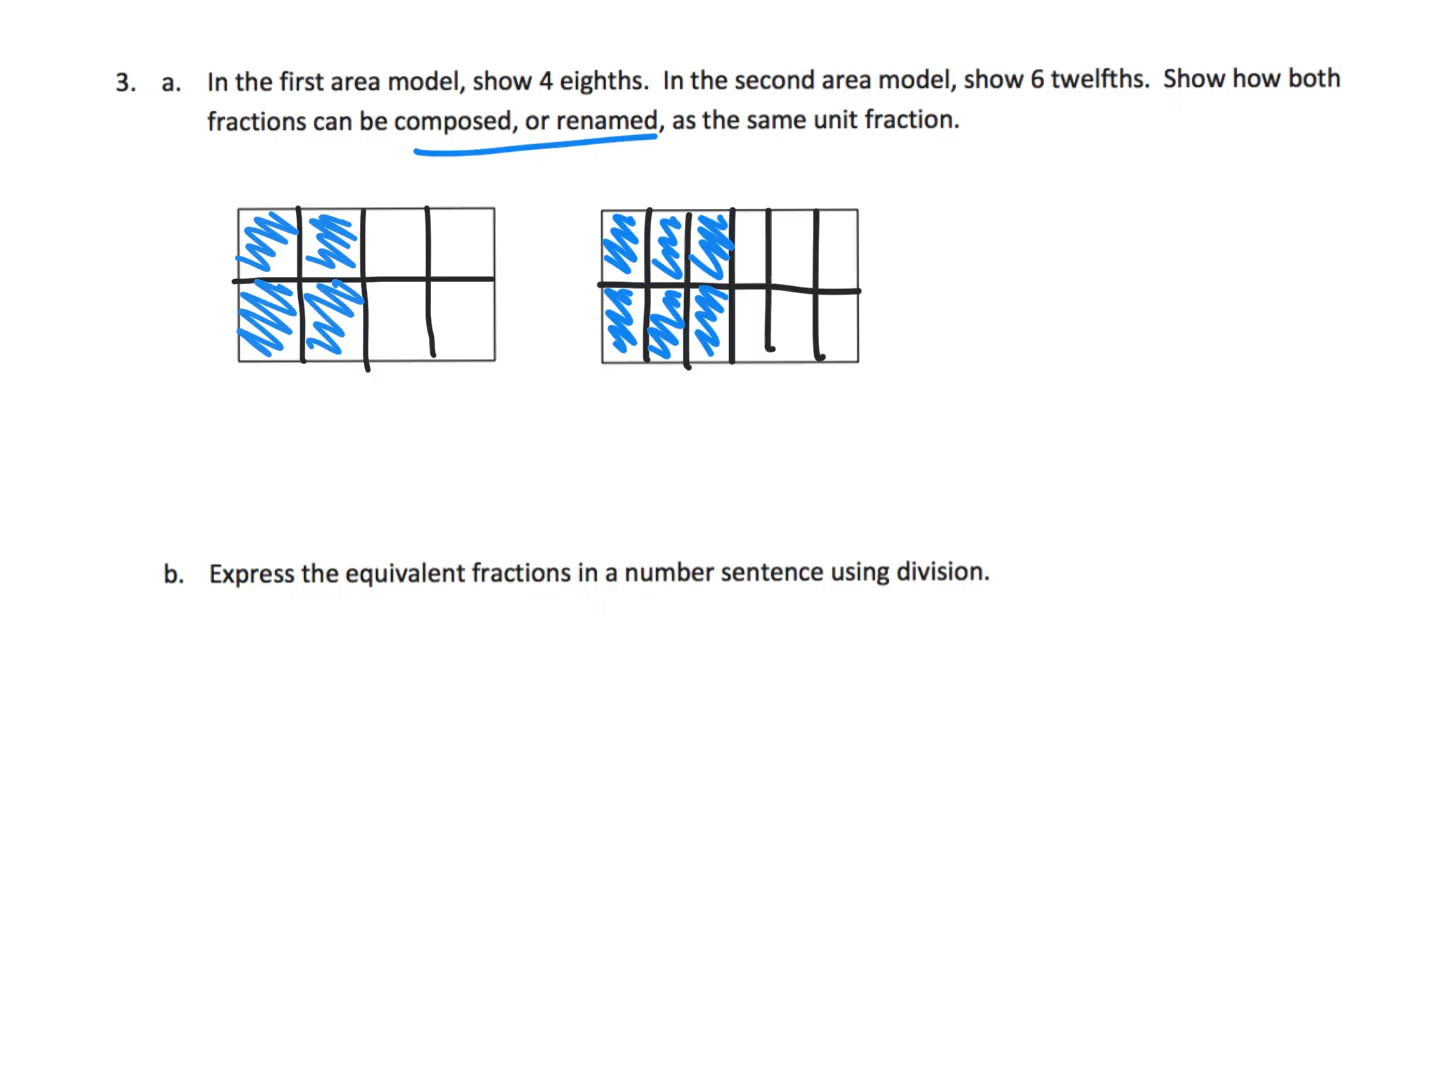 3. a. In the first area model, show 4 eighths. In the second area model, show 6 twelfths. Show how both
fractions can be composed, or renamed, as the same unit fraction.
b. Express the equivalent fractions in a number sentence using division.